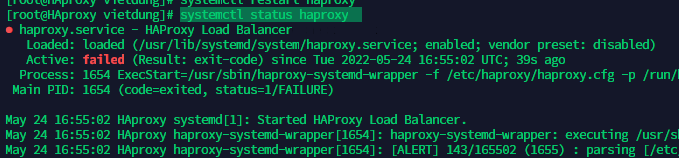 [root@HAproxy vietdung]# systemctl restart haproxy
[root@HAproxy vietdung]# systemctl status haproxy
● haproxy.service - HAProxy Load Balancer
Loaded: loaded (/usr/lib/systemd/system/haproxy.service; enabled; vendor preset: disabled)
Active: failed (Result: exit-code) since Tue 2022-05-24 16:55:02 UTC; 39s ago
Process: 1654 ExecStart=/usr/sbin/haproxy-systemd-wrapper -f /etc/haproxy/haproxy.cfg -p /run/
Main PID: 1654 (code=exited, status=1/FAILURE)
May 24 16:55:02 HAproxy systemd[1]: Started HAProxy Load Balancer.
May 24 16:55:02 HAproxy haproxy-systemd-wrapper[1654]: haproxy-systemd-wrapper: executing /usr/s
May 24 16:55:02 HAproxy haproxy-systemd-wrapper[1654]: [ALERT] 143/165502 (1655) : parsing [/etc